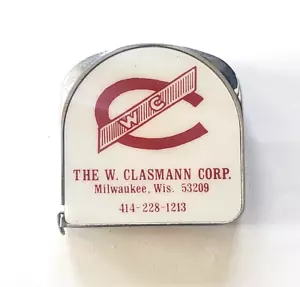 WC
THE W. CLASMANN CORP.
Milwaukee, Wis. 53209
414-228-1213